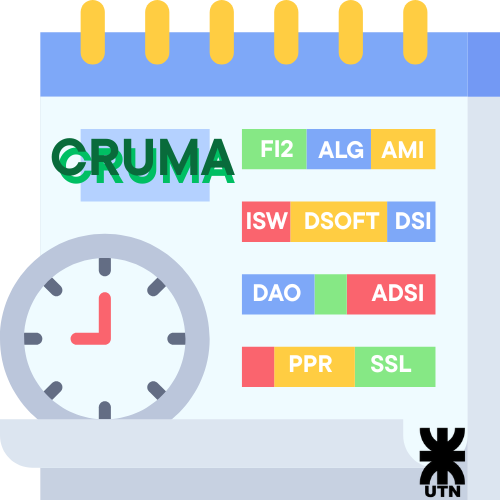 CRUMA
FI2 ALG AMI
ISW DSOFT DSI
DAO ADSI
PPR SSL
UTN